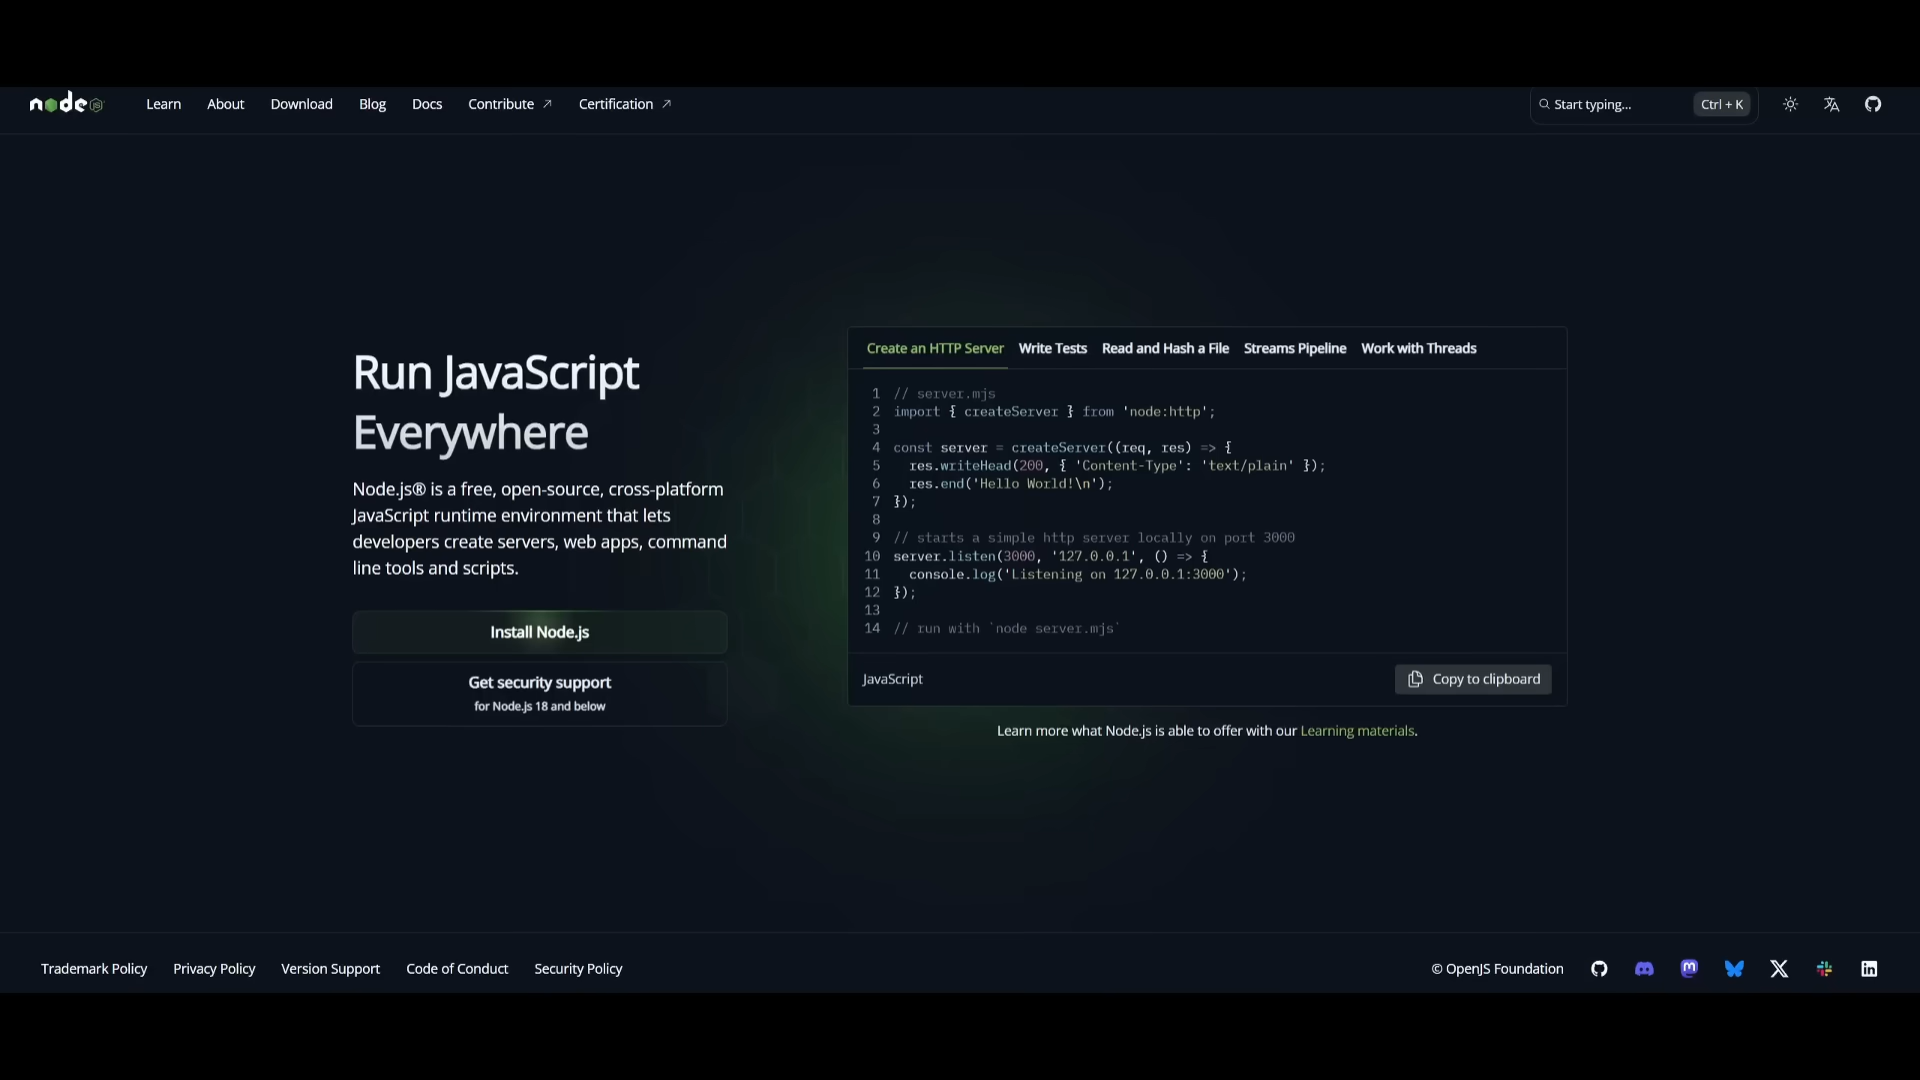 node JS
Learn About Download Blog Docs Contribute ↗ Certification ↗
Start typing... Ctrl + K
Run JavaScript
Everywhere
Node.js® is a free, open-source, cross-platform
JavaScript runtime environment that lets
developers create servers, web apps, command
line tools and scripts.
Install Node.js
Get security support
for Node.js 18 and below
Create an HTTP Server Write Tests Read and Hash a File Streams Pipeline Work with Threads
1 // server.mjs
2 import { createServer } from 'node:http';
3
4 const server = createServer((req, res) => {
5   res.writeHead(200, { 'Content-Type': 'text/plain' });
6   res.end('Hello World!\n');
7 });
8
9 // starts a simple http server locally on port 3000
10 server.listen(3000, '127.0.0.1', () => {
11   console.log('Listening on 127.0.0.1:3000');
12 });
13
14 // run with `node server.mjs`
JavaScript Copy to clipboard
Learn more what Node.js is able to offer with our Learning materials.
Trademark Policy Privacy Policy Version Support Code of Conduct Security Policy
© OpenJS Foundation